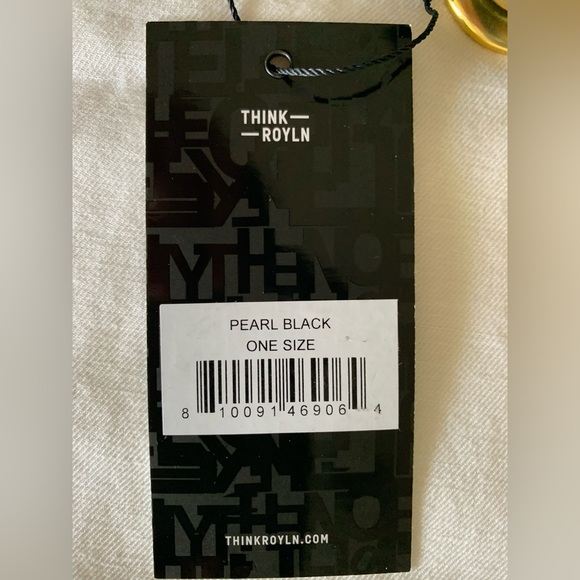 THINK—
—ROYLN
PEARL BLACK
ONE SIZE
8 10091 46906 4
THINKROYLN.COM